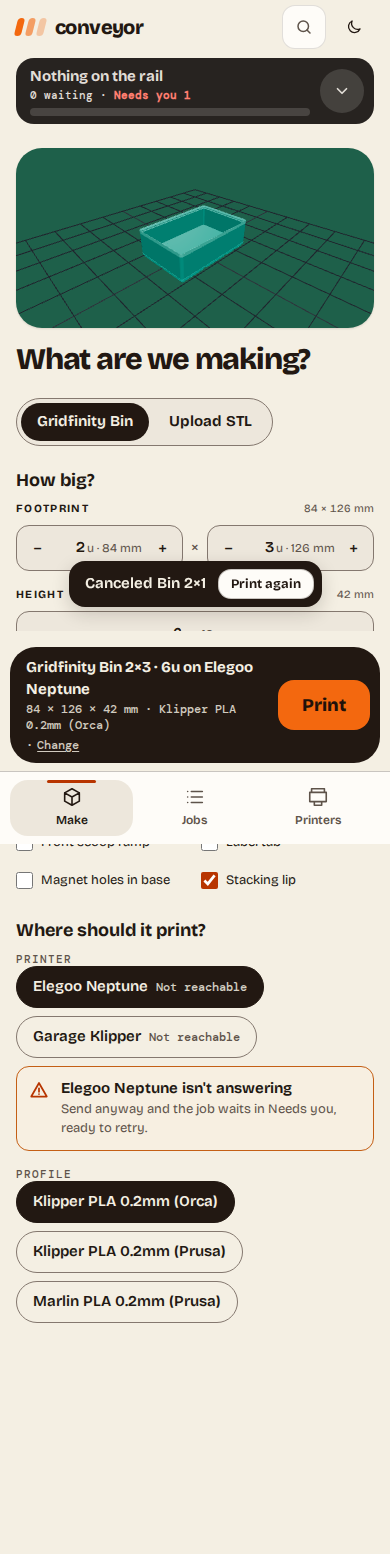 conveyor
Nothing on the rail
0 waiting · Needs you 1
What are we making?
Gridfinity Bin
Upload STL
How big?
FOOTPRINT
84 × 126 mm
− 2 u · 84 mm + × − 3 u · 126 mm +
HEIGHT
42 mm
Canceled Bin 2×1
Print again
Gridfinity Bin 2×3 · 6u on Elegoo
Neptune
84 × 126 × 42 mm · Klipper PLA
0.2mm (Orca)
· Change
Print
Make
Jobs
Printers
Magnet holes in base
Stacking lip
Where should it print?
PRINTER
Elegoo Neptune Not reachable
Garage Klipper Not reachable
Elegoo Neptune isn't answering
Send anyway and the job waits in Needs you,
ready to retry.
PROFILE
Klipper PLA 0.2mm (Orca)
Klipper PLA 0.2mm (Prusa)
Marlin PLA 0.2mm (Prusa)